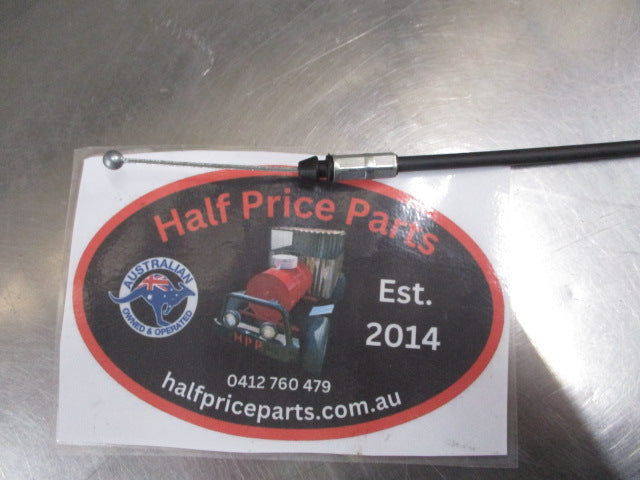 Half Price Parts
AUSTRALIAN
OWNED & OPERATED
Est.
2014
HPP
0412 760 479
halfpriceparts.com.au